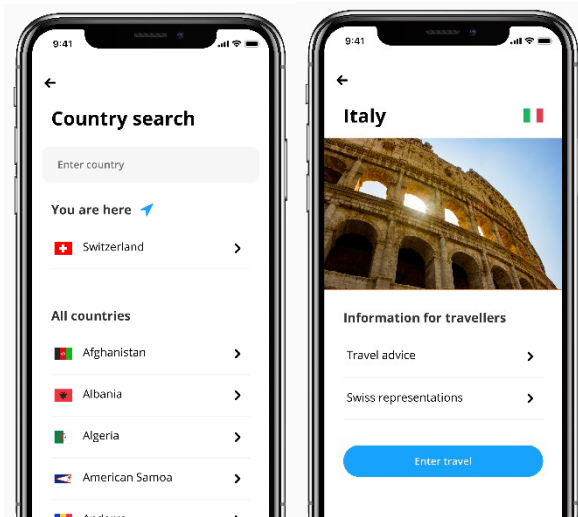 9:41
Country search
Enter country
You are here
Switzerland
All countries
Afghanistan
Albania
Algeria
American Samoa
9:41
Italy
Information for travellers
Travel advice
Swiss representations
Enter travel